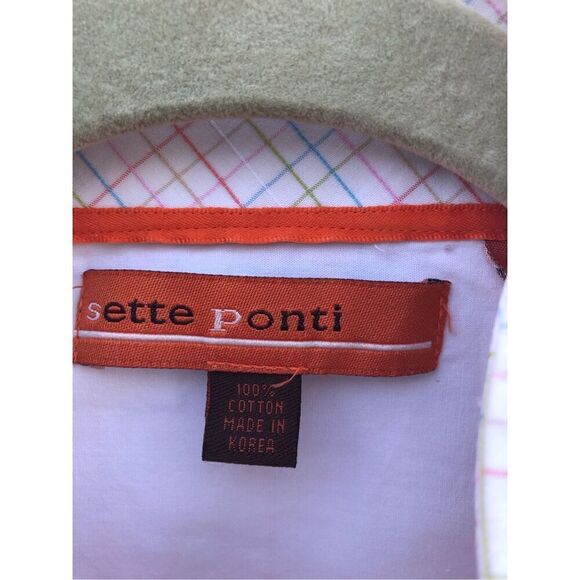 sette ponti
100%
COTTON
MADE IN
KOREA